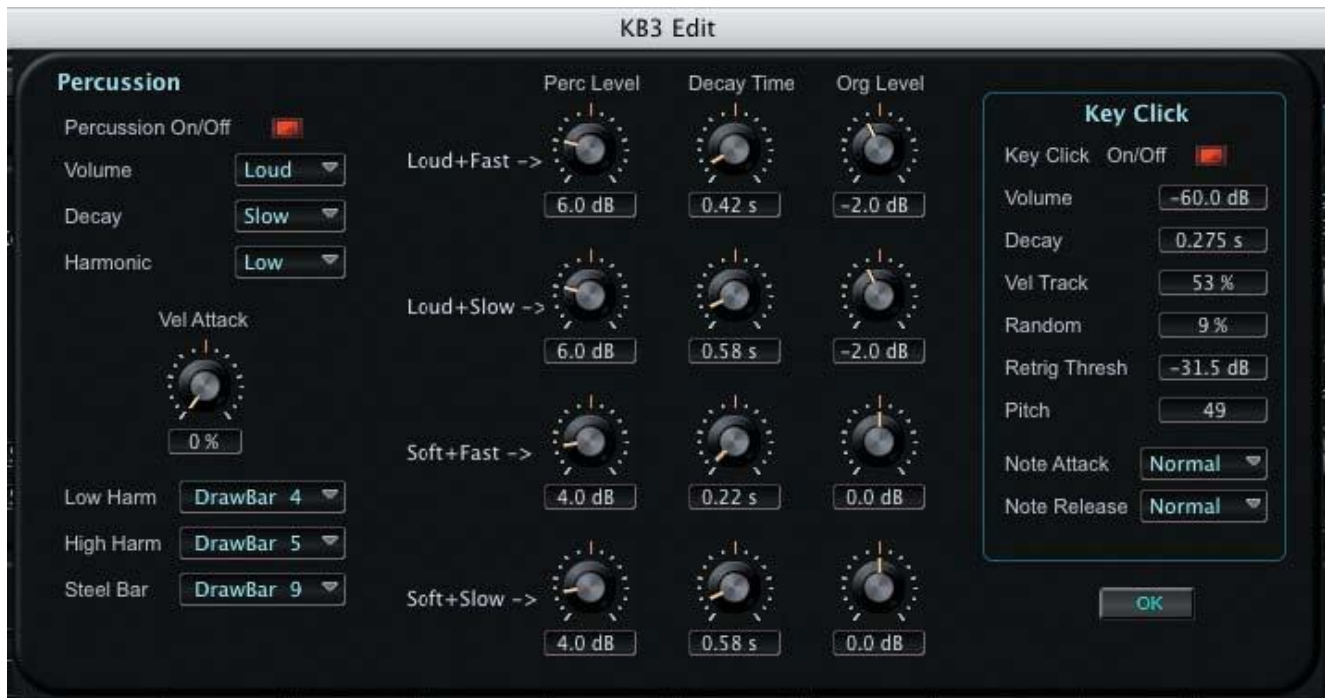 KB3 Edit
Percussion
Percussion On/Off
Volume Loud
Decay Slow
Harmonic Low
Vel Attack
0 %
Low Harm DrawBar 4
High Harm DrawBar 5
Steel Bar DrawBar 9
Perc Level Decay Time Org Level
Loud+Fast ->
6.0 dB 0.42 s -2.0 dB
Loud+Slow ->
6.0 dB 0.58 s -2.0 dB
Soft+Fast ->
4.0 dB 0.22 s 0.0 dB
Soft+Slow ->
4.0 dB 0.58 s 0.0 dB
Key Click
Key Click On/Off
Volume -60.0 dB
Decay 0.275 s
Vel Track 53 %
Random 9 %
Retrig Thresh -31.5 dB
Pitch 49
Note Attack Normal
Note Release Normal
OK